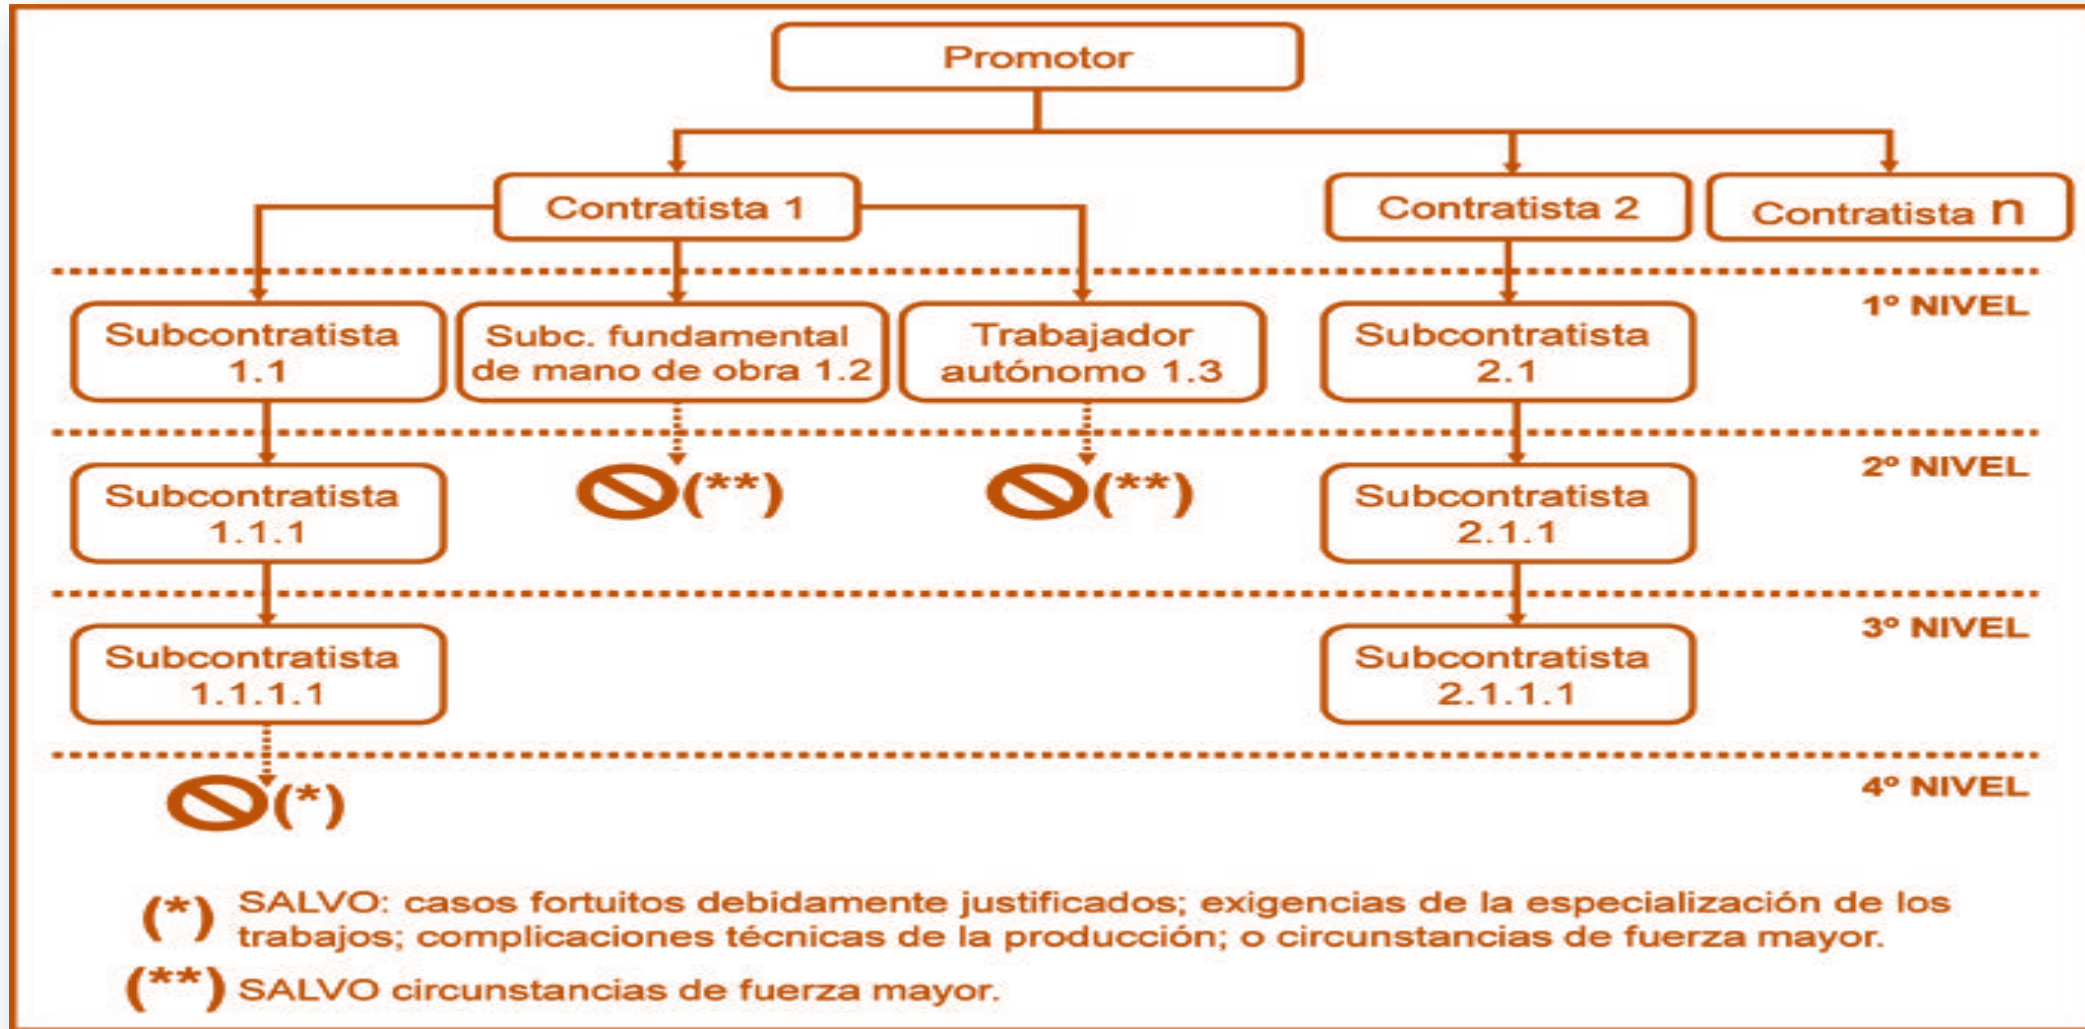 Promotor
Contratista 1
Contratista 2
Contratista n
1º NIVEL
Subcontratista
1.1
Subc. fundamental
de mano de obra 1.2
Trabajador
autónomo 1.3
Subcontratista
2.1
2º NIVEL
Subcontratista
1.1.1
(**)
(**)
Subcontratista
2.1.1
3º NIVEL
Subcontratista
1.1.1.1
Subcontratista
2.1.1.1
4º NIVEL
(*)
(*) SALVO: casos fortuitos debidamente justificados; exigencias de la especialización de los
trabajos; complicaciones técnicas de la producción; o circunstancias de fuerza mayor.
(**) SALVO circunstancias de fuerza mayor.